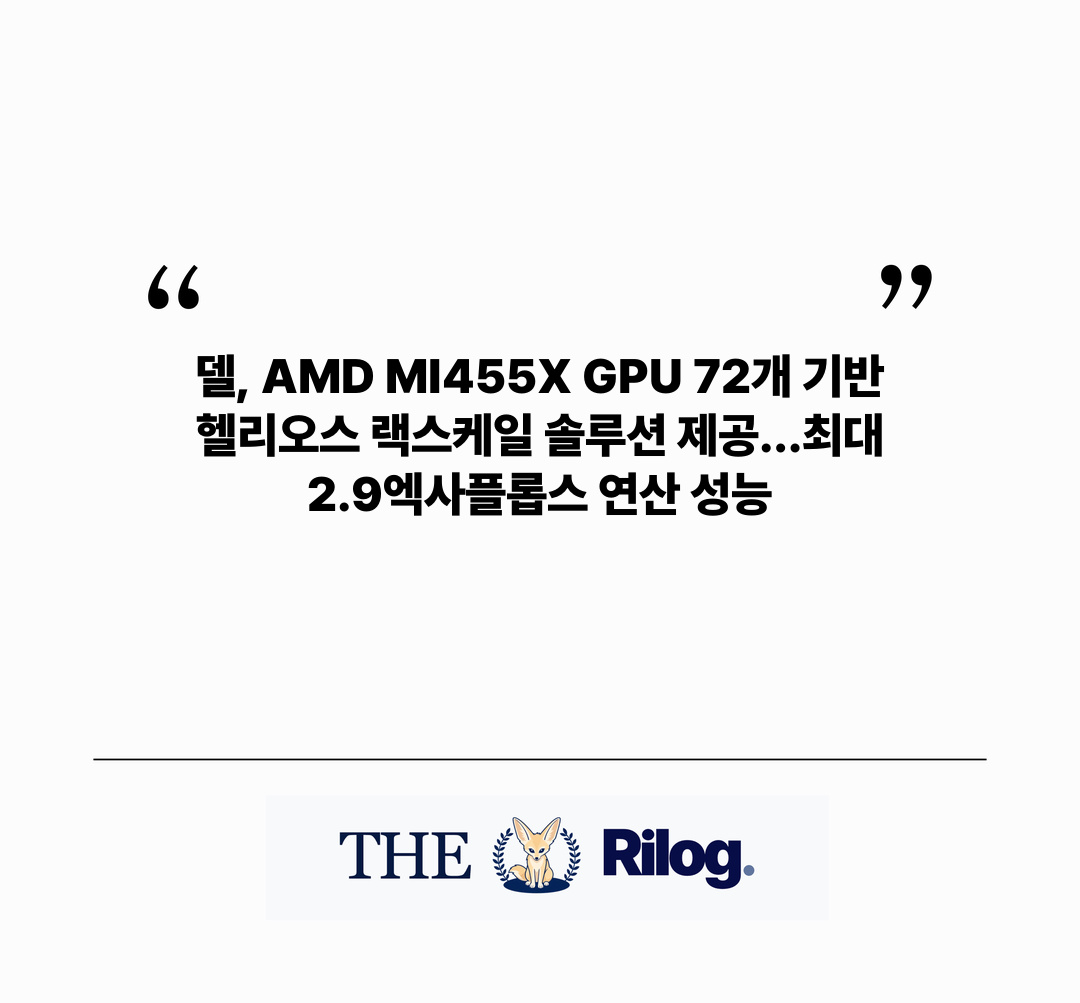 “ ”
델, AMD MI455X GPU 72개 기반
헬리오스 랙스케일 솔루션 제공...최대
2.9엑사플롭스 연산 성능
THE Rilog.